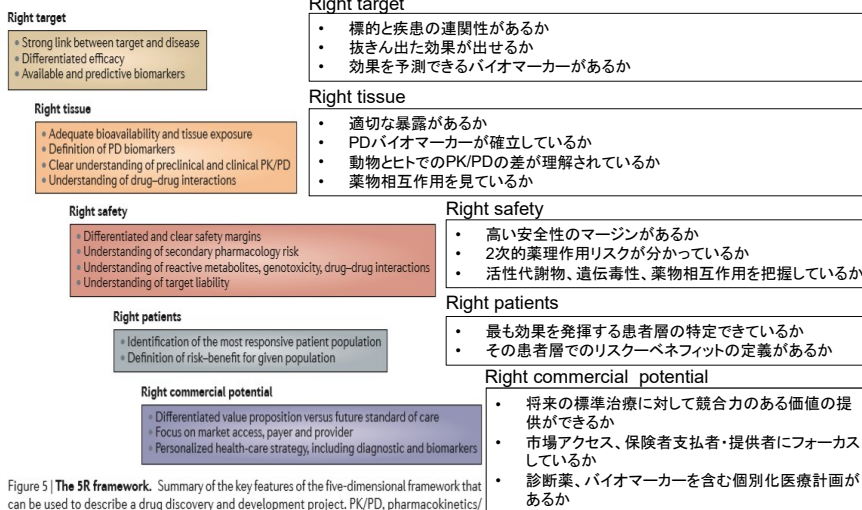 Right target
• Strong link between target and disease
• Differentiated efficacy
• Available and predictive biomarkers
Right tissue
• Adequate bioavailability and tissue exposure
• Definition of PD biomarkers
• Clear understanding of preclinical and clinical PK/PD
• Understanding of drug–drug interactions
Right safety
• Differentiated and clear safety margins
• Understanding of secondary pharmacology risk
• Understanding of reactive metabolites, genotoxicity, drug–drug interactions
• Understanding of target liability
Right patients
• Identification of the most responsive patient population
• Definition of risk–benefit for given population
Right commercial potential
• Differentiated value proposition versus future standard of care
• Focus on market access, payer and provider
• Personalized health-care strategy, including diagnostic and biomarkers
Figure 5 | The 5R framework. Summary of the key features of the five-dimensional framework that
can be used to describe a drug discovery and development project. PK/PD, pharmacokinetics/
Right target
• 標的と疾患の連関性があるか
• 抜きん出た効果が出せるか
• 効果を予測できるバイオマーカーがあるか
Right tissue
• 適切な暴露があるか
• PDバイオマーカーが確立しているか
• 動物とヒトでのPK/PDの差が理解されているか
• 薬物相互作用を見ているか
Right safety
• 高い安全性のマージンがあるか
• 2次的薬理作用リスクが分かっているか
• 活性代謝物、遺伝毒性、薬物相互作用を把握しているか
Right patients
• 最も効果を発揮する患者層の特定できているか
• その患者層でのリスクーベネフィットの定義があるか
Right commercial potential
• 将来の標準治療に対して競合力のある価値の提
供ができるか
• 市場アクセス、保険者支払者・提供者にフォーカス
しているか
• 診断薬、バイオマーカーを含む個別化医療計画が
あるか